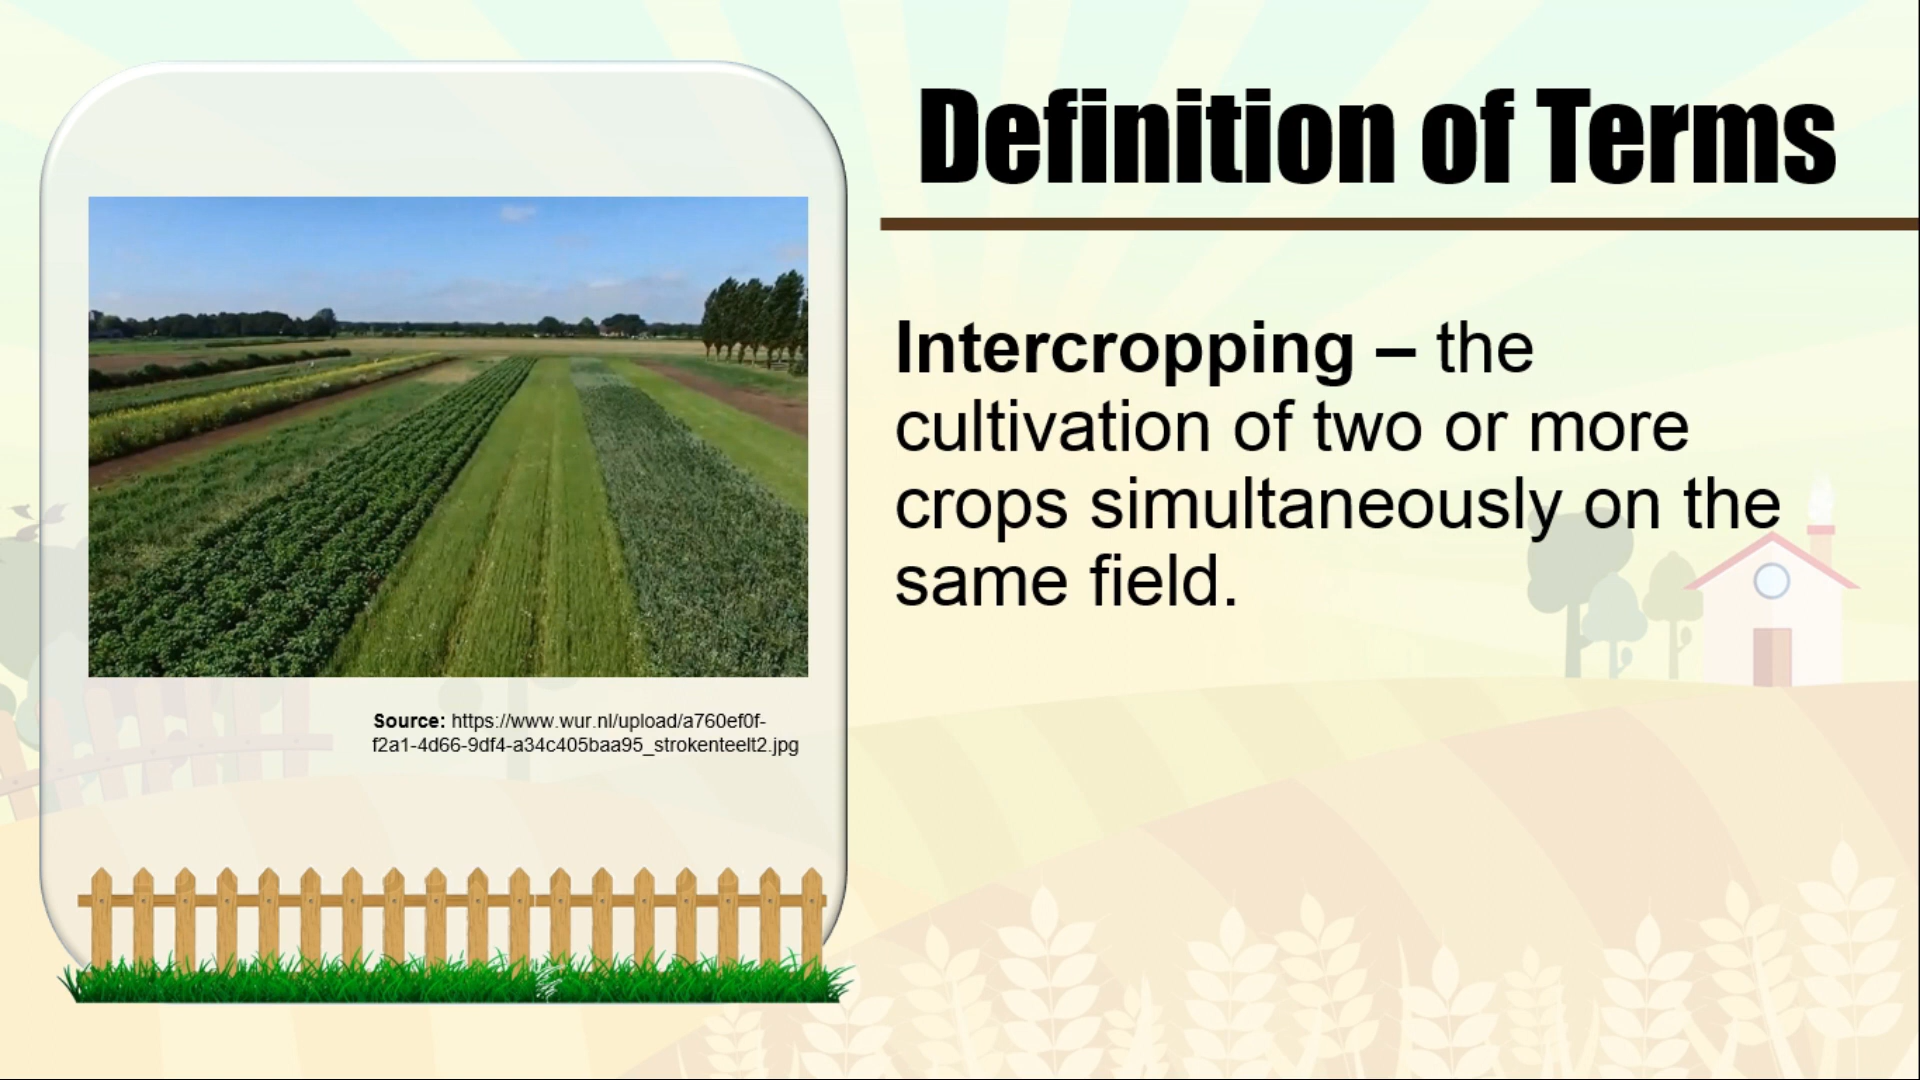 Definition of Terms
Intercropping – the
cultivation of two or more
crops simultaneously on the
same field.
Source: https://www.wur.nl/upload/a760ef0f-
f2a1-4d66-9df4-a34c405baa95_strokenteelt2.jpg